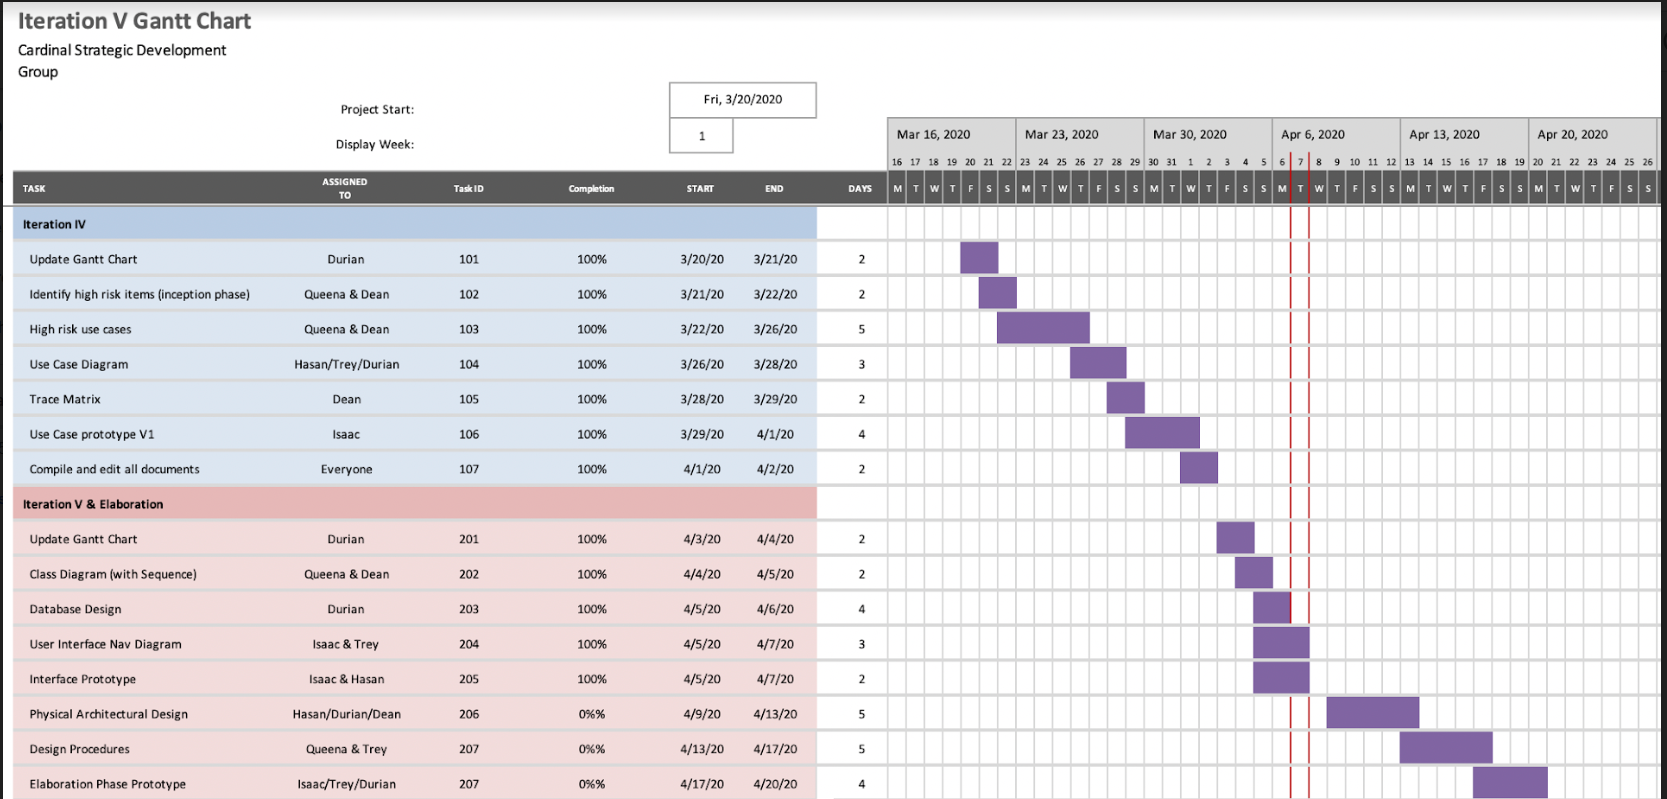 Iteration V Gantt Chart
Cardinal Strategic Development
Group
Project Start: Fri, 3/20/2020
Display Week: 1
Mar 16, 2020 Mar 23, 2020 Mar 30, 2020 Apr 6, 2020 Apr 13, 2020 Apr 20, 2020
16 17 18 19 20 21 22 23 24 25 26 27 28 29 30 31 1 2 3 4 5 6 7 8 9 10 11 12 13 14 15 16 17 18 19 20 21 22 23 24 25 26
TASK ASSIGNED TO Task ID Completion START END DAYS M T W T F S S M T W T F S S M T W T F S S M T W T F S S M T W T F S S M T W T F S S
Iteration IV
Update Gantt Chart Durian 101 100% 3/20/20 3/21/20 2
Identify high risk items (inception phase) Queena & Dean 102 100% 3/21/20 3/22/20 2
High risk use cases Queena & Dean 103 100% 3/22/20 3/26/20 5
Use Case Diagram Hasan/Trey/Durian 104 100% 3/26/20 3/28/20 3
Trace Matrix Dean 105 100% 3/28/20 3/29/20 2
Use Case prototype V1 Isaac 106 100% 3/29/20 4/1/20 4
Compile and edit all documents Everyone 107 100% 4/1/20 4/2/20 2
Iteration V & Elaboration
Update Gantt Chart Durian 201 100% 4/3/20 4/4/20 2
Class Diagram (with Sequence) Queena & Dean 202 100% 4/4/20 4/5/20 2
Database Design Durian 203 100% 4/5/20 4/6/20 4
User Interface Nav Diagram Isaac & Trey 204 100% 4/5/20 4/7/20 3
Interface Prototype Isaac & Hasan 205 100% 4/5/20 4/7/20 2
Physical Architectural Design Hasan/Durian/Dean 206 0%% 4/9/20 4/13/20 5
Design Procedures Queena & Trey 207 0%% 4/13/20 4/17/20 5
Elaboration Phase Prototype Isaac/Trey/Durian 207 0%% 4/17/20 4/20/20 4